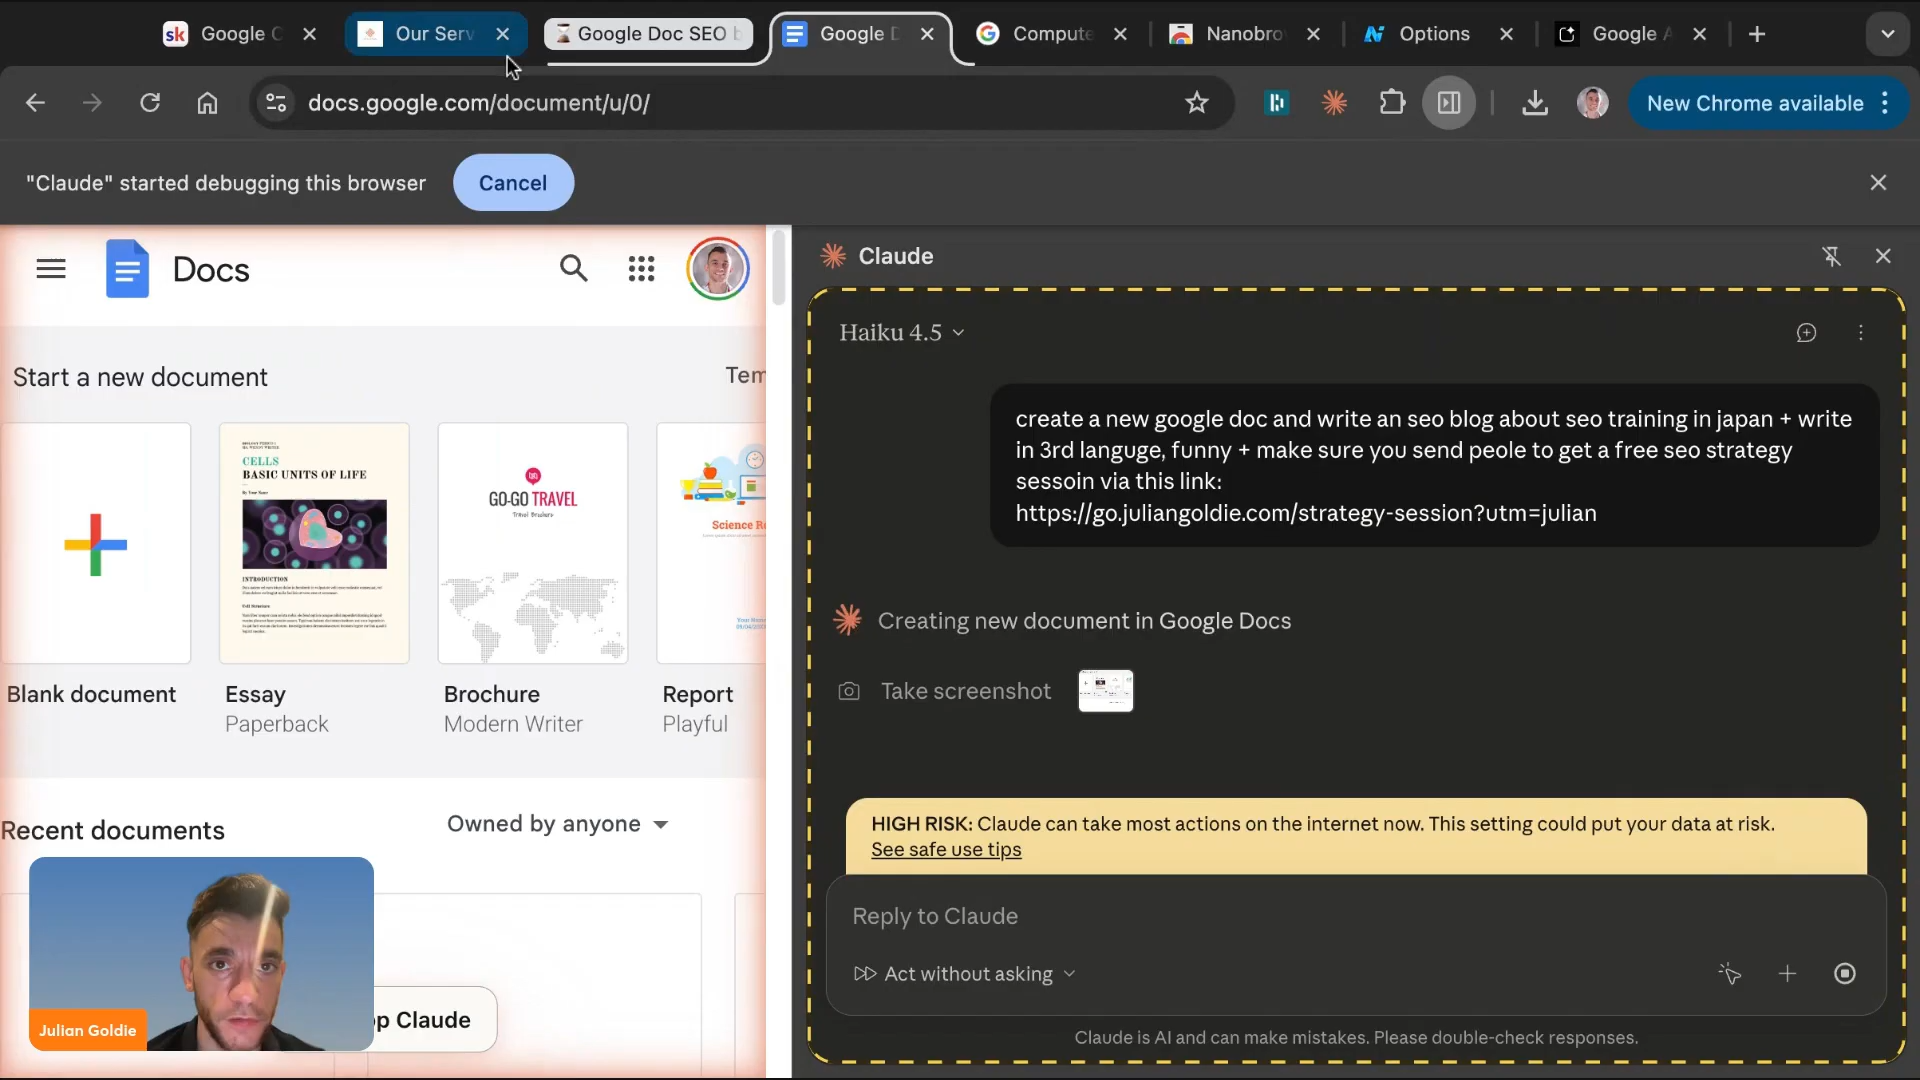 sk Google C
Our Serv
Google Doc SEO b
Google D
Compute
Nanobro
Options
Google A
docs.google.com/document/u/0/
New Chrome available
"Claude" started debugging this browser
Cancel
Docs
Start a new document
Tem
CELLS
BASIC UNITS OF LIFE
INTRODUCTION
GO-GO TRAVEL
Travel Brochure
Science Re
Blank document
Essay
Paperback
Brochure
Modern Writer
Report
Playful
Recent documents
Owned by anyone
Julian Goldie
op Claude
Claude
Haiku 4.5
create a new google doc and write an seo blog about seo training in japan + write
in 3rd languge, funny + make sure you send peole to get a free seo strategy
sessoin via this link:
https://go.juliangoldie.com/strategy-session?utm=julian
Creating new document in Google Docs
Take screenshot
HIGH RISK: Claude can take most actions on the internet now. This setting could put your data at risk.
See safe use tips
Reply to Claude
Act without asking
Claude is AI and can make mistakes. Please double-check responses.